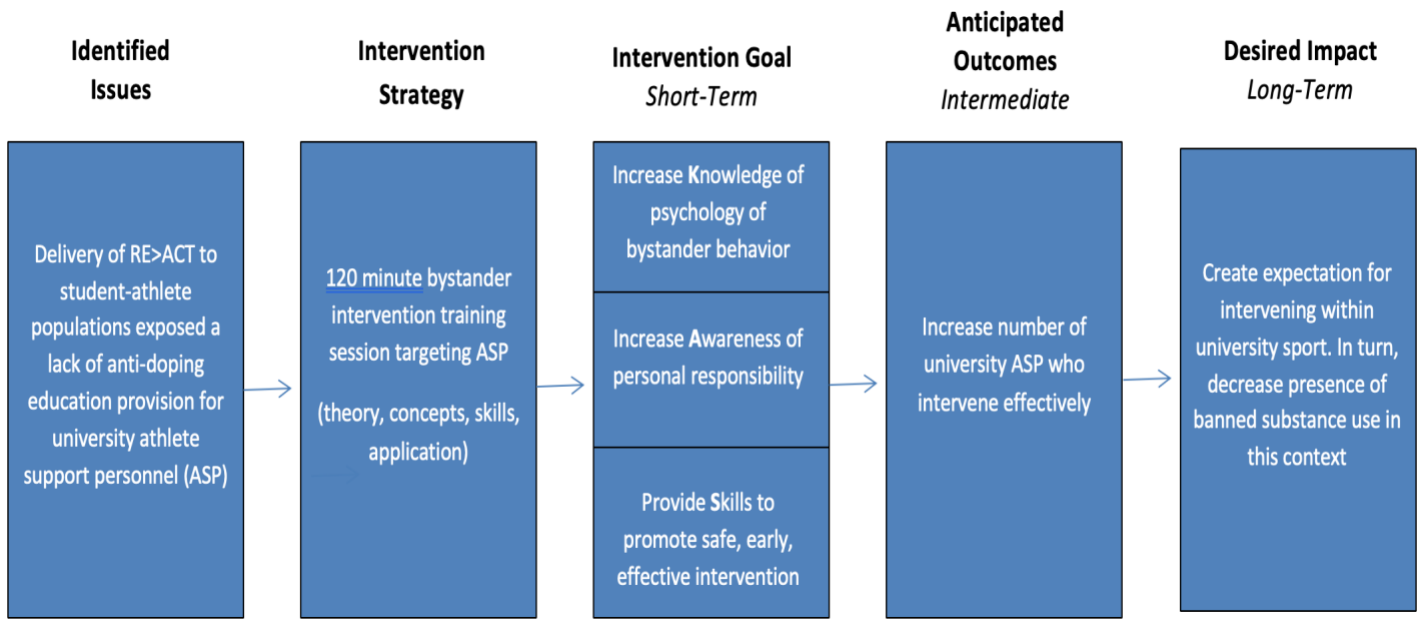 Identified
Issues
Intervention
Strategy
Intervention Goal
Short-Term
Anticipated
Outcomes
Intermediate
Desired Impact
Long-Term
Delivery of RE>ACT to
student-athlete
populations exposed a
lack of anti-doping
education provision for
university athlete
support personnel (ASP)
120 minute bystander
intervention training
session targeting ASP
(theory, concepts, skills,
application)
Increase Knowledge of
psychology of
bystander behavior
Increase Awareness of
personal responsibility
Provide Skills to
promote safe, early,
effective intervention
Increase number of
university ASP who
intervene effectively
Create expectation for
intervening within
university sport. In turn,
decrease presence of
banned substance use in
this context